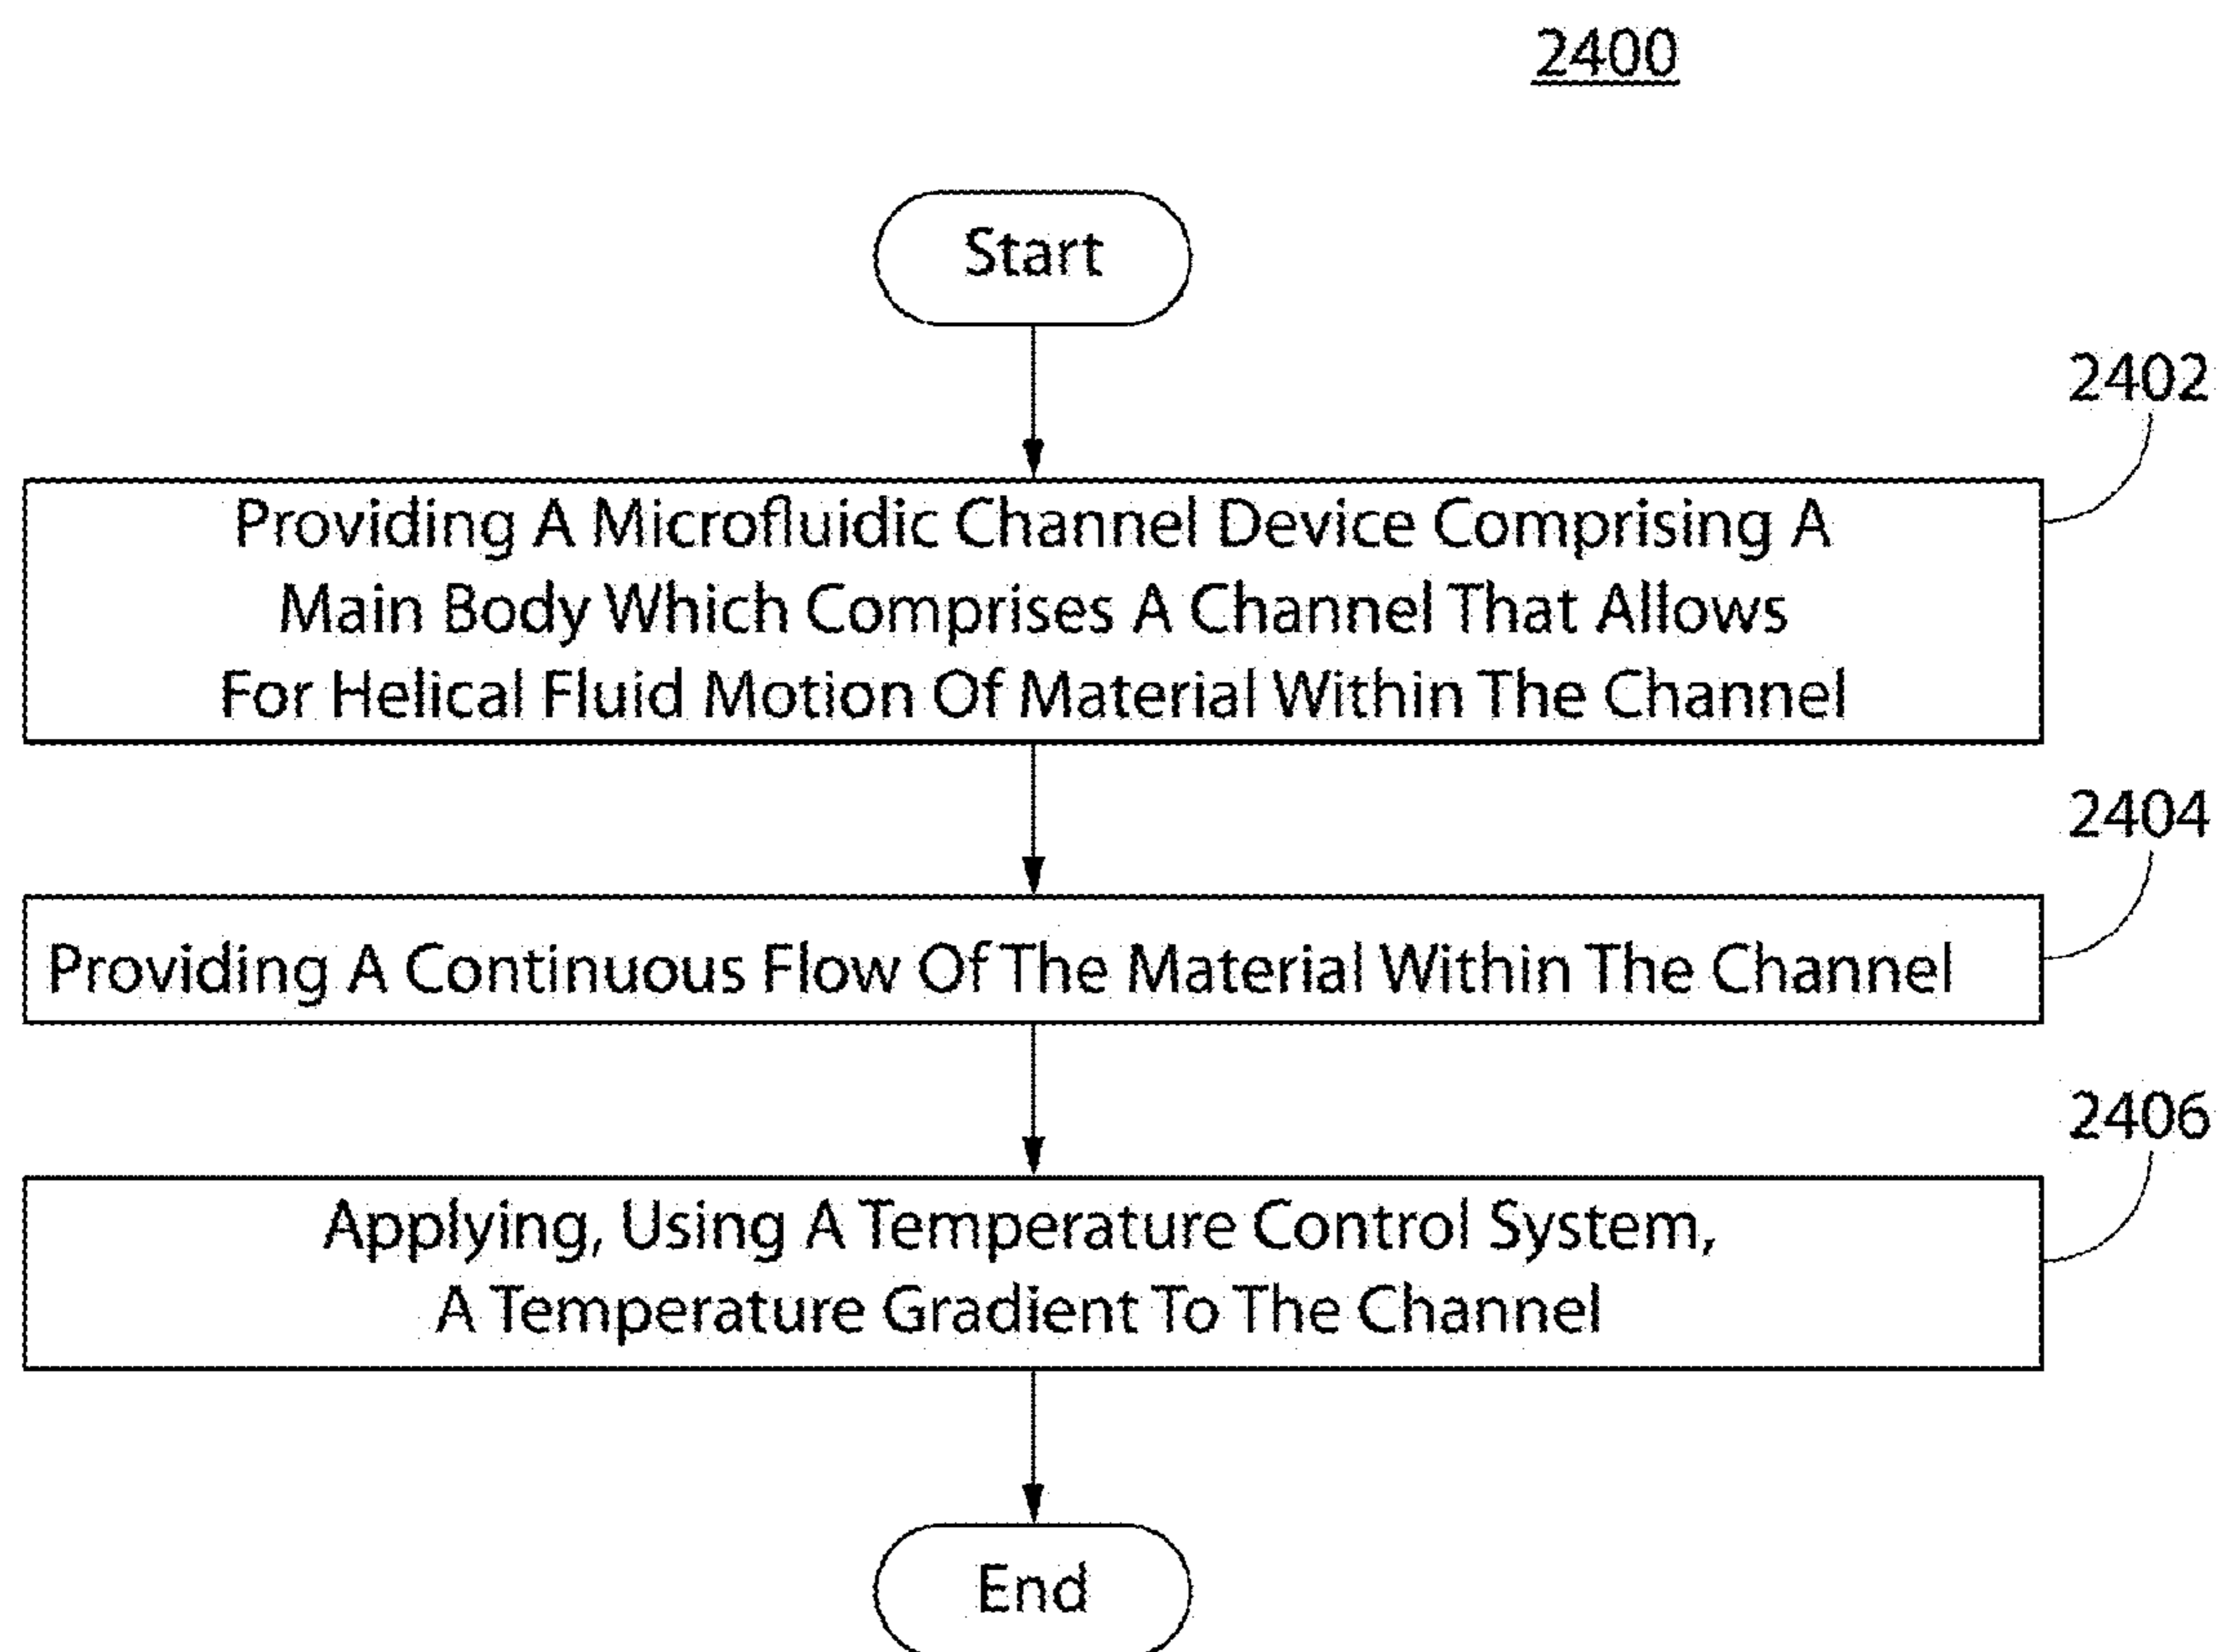 2400
Start
2402
Providing A Microfluidic Channel Device Comprising A
Main Body Which Comprises A Channel That Allows
For Helical Fluid Motion Of Material Within The Channel
2404
Providing A Continuous Flow Of The Material Within The Channel
2406
Applying, Using A Temperature Control System,
A Temperature Gradient To The Channel
End